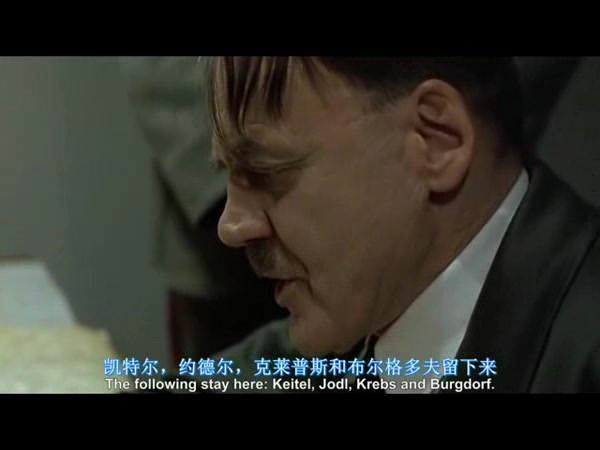 凯特尔，约德尔，克莱普斯和布尔格多夫留下来
The following stay here: Keitel, Jodl, Krebs and Burgdorf.